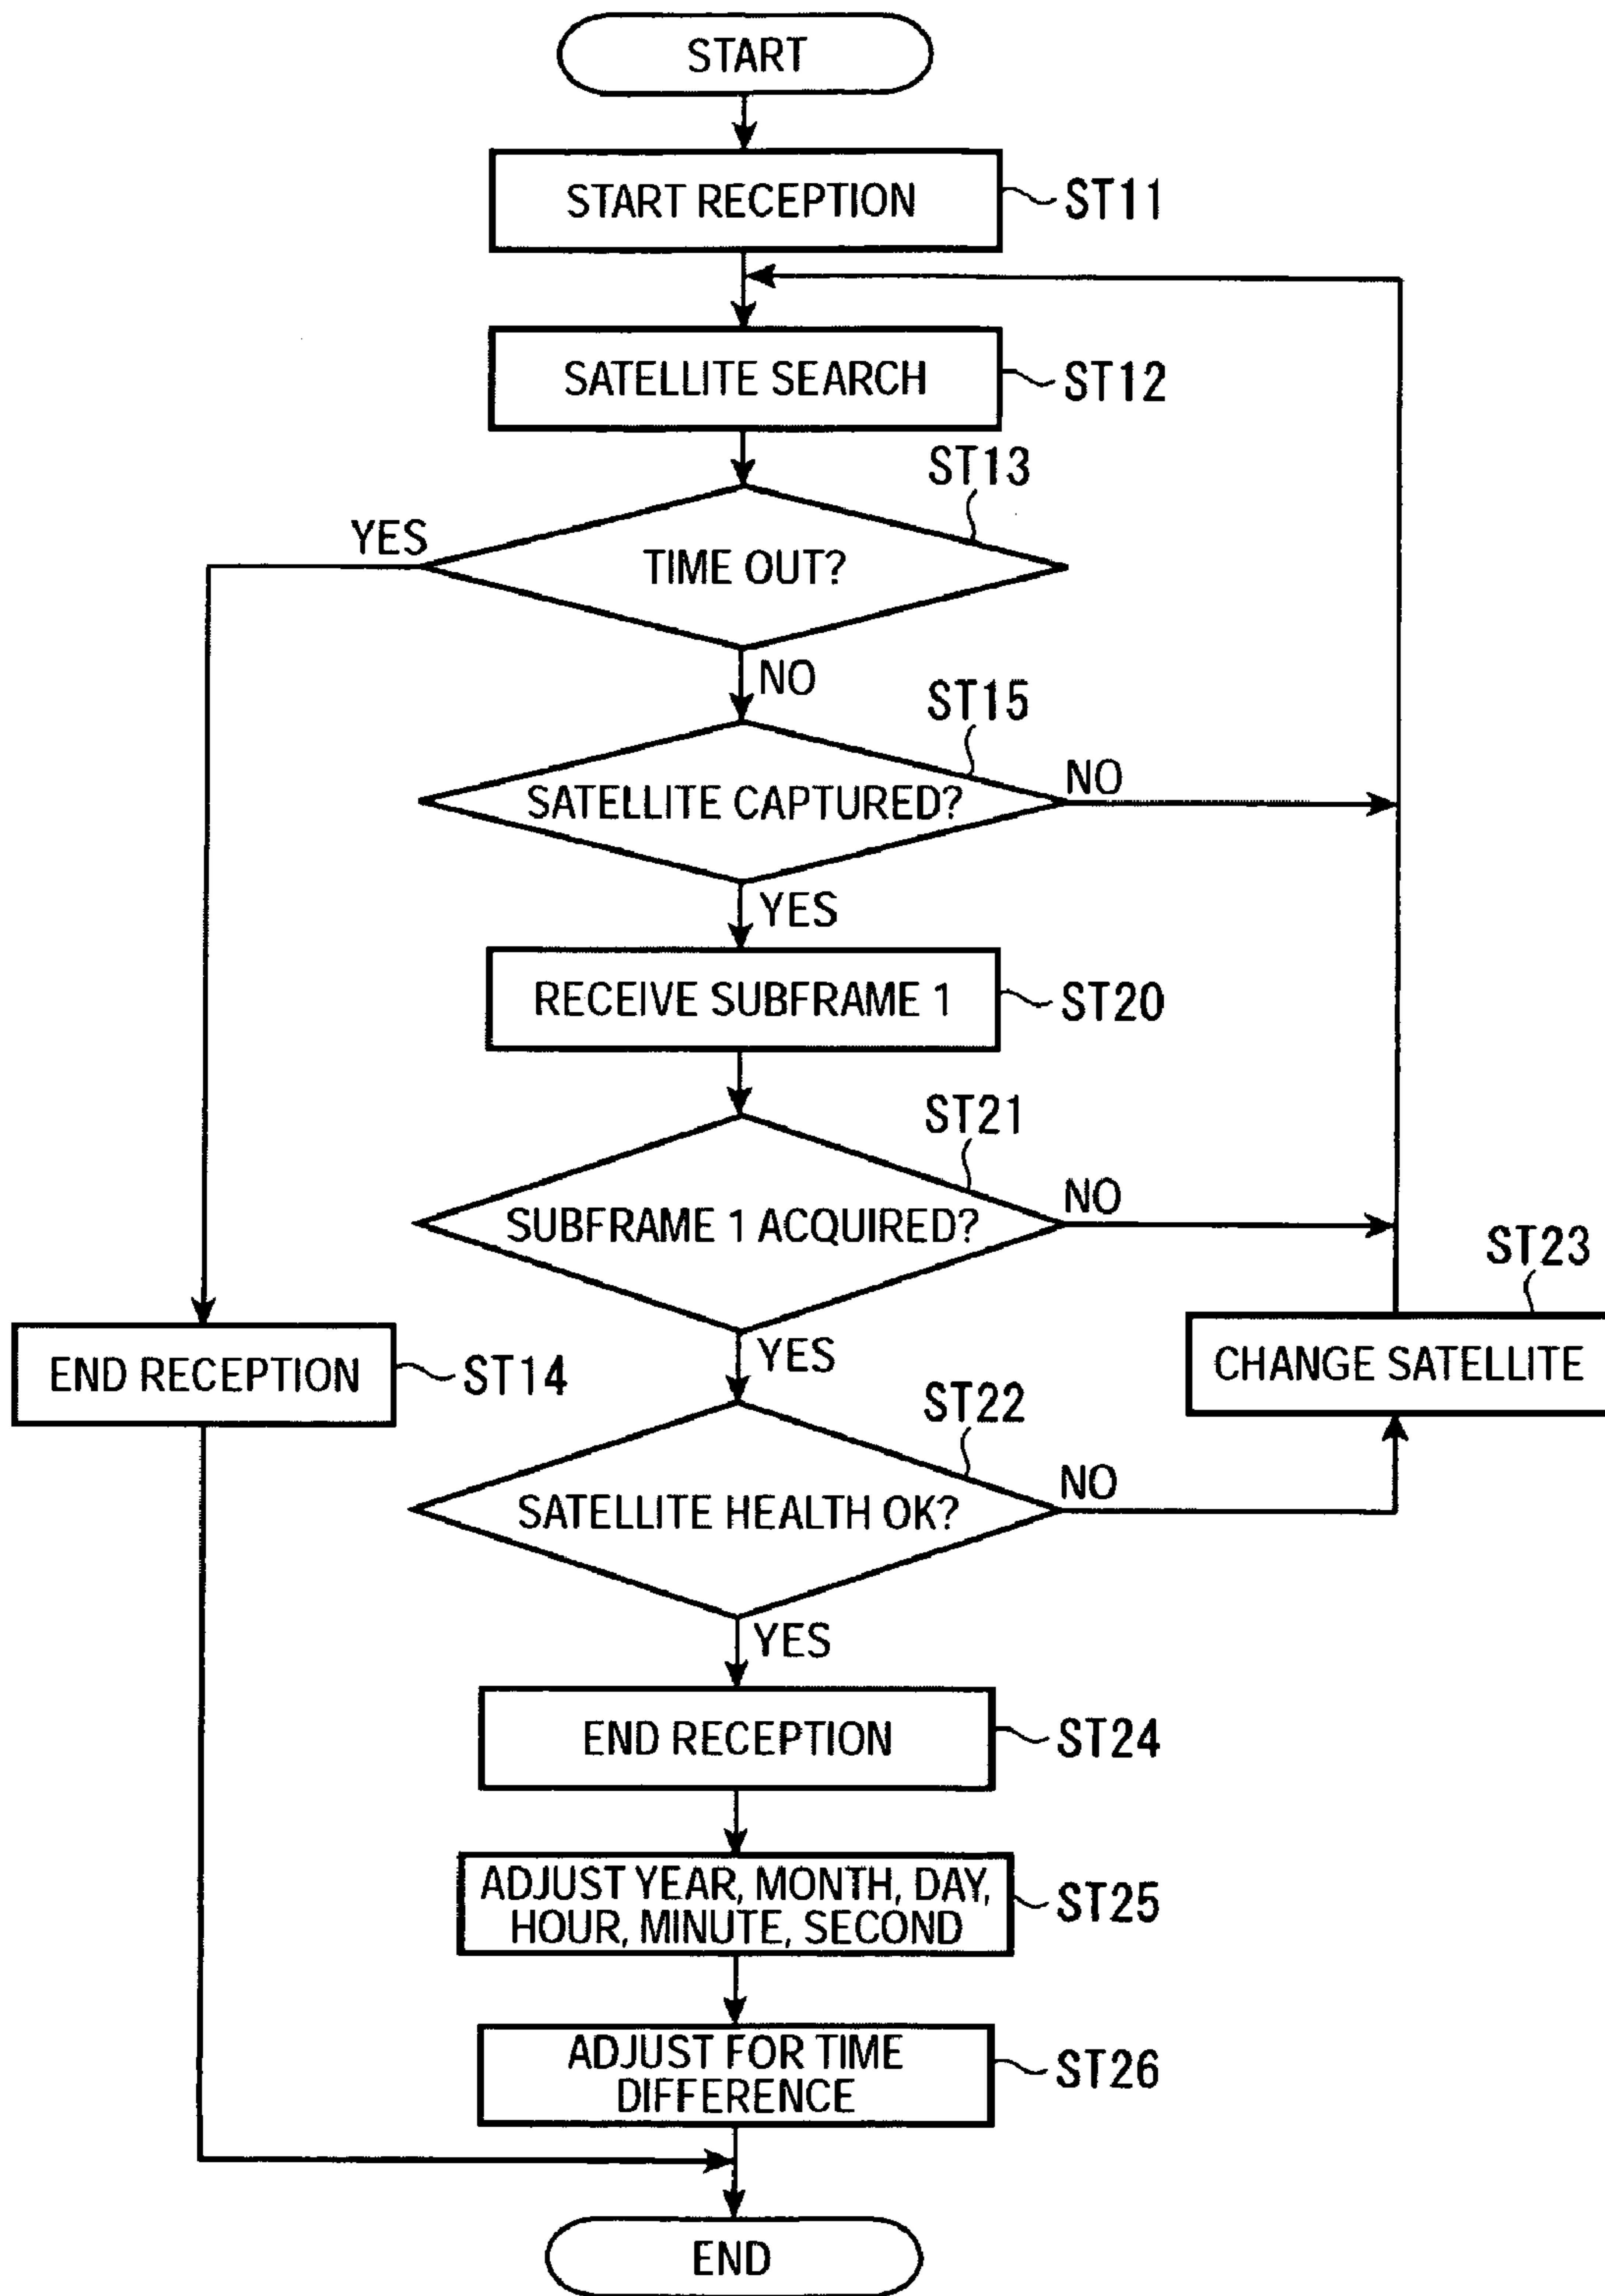 START
START RECEPTION
ST11
SATELLITE SEARCH
ST12
ST13
YES
TIME OUT?
NO
ST15
SATELLITE CAPTURED?
NO
YES
RECEIVE SUBFRAME 1
ST20
ST21
SUBFRAME 1 ACQUIRED?
NO
ST23
YES
END RECEPTION
ST14
CHANGE SATELLITE
ST22
SATELLITE HEALTH OK?
NO
YES
END RECEPTION
ST24
ADJUST YEAR, MONTH, DAY,
HOUR, MINUTE, SECOND
ST25
ADJUST FOR TIME
DIFFERENCE
ST26
END